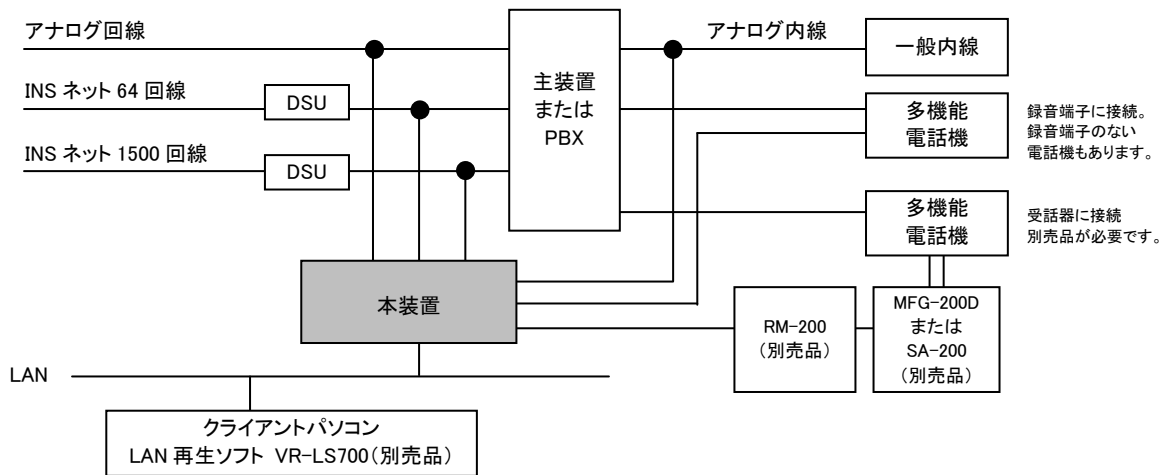 アナログ回線
INS ネット 64 回線
DSU
INS ネット 1500 回線
DSU
主装置
または
PBX
アナログ内線
一般内線
多機能
電話機
録音端子に接続。
録音端子のない
電話機もあります。
多機能
電話機
受話器に接続
別売品が必要です。
本装置
RM-200
（別売品）
MFG-200D
または
SA-200
（別売品）
LAN
クライアントパソコン
LAN 再生ソフト VR-LS700（別売品）